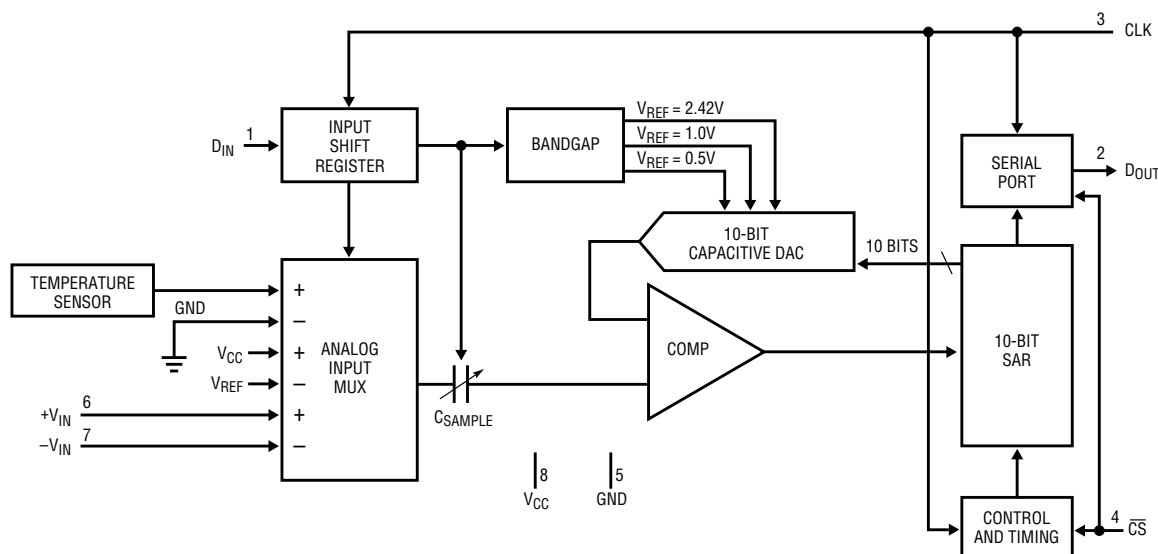 3
CLK
1
D_IN
INPUT
SHIFT
REGISTER
BANDGAP
V_REF = 2.42V
V_REF = 1.0V
V_REF = 0.5V
SERIAL
PORT
2
D_OUT
10-BIT
CAPACITIVE DAC
10 BITS
TEMPERATURE
SENSOR
GND
V_CC
V_REF
6
+V_IN
7
–V_IN
+
–
+
–
+
–
ANALOG
INPUT
MUX
C_SAMPLE
COMP
10-BIT
SAR
8
V_CC
5
GND
CONTROL
AND TIMING
4
C̅S̅